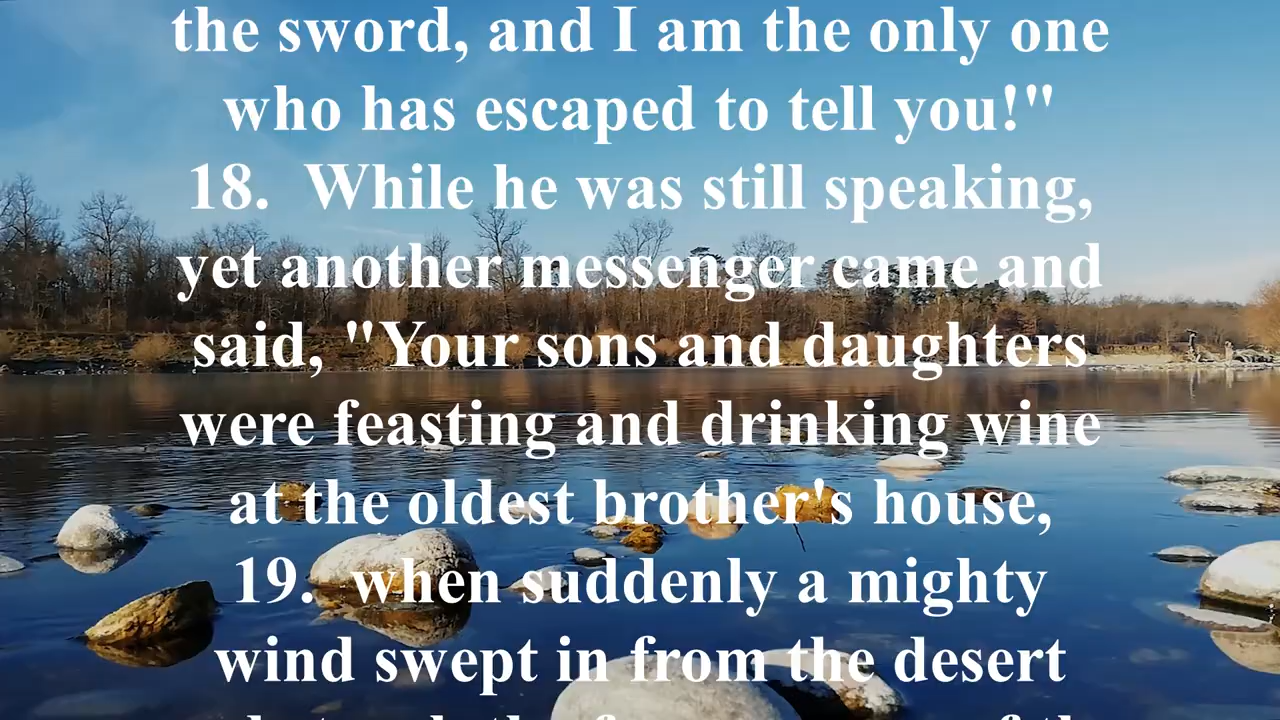 the sword, and I am the only one
who has escaped to tell you!"
18.  While he was still speaking,
yet another messenger came and
said, "Your sons and daughters
were feasting and drinking wine
at the oldest brother's house,
19.  when suddenly a mighty
wind swept in from the desert